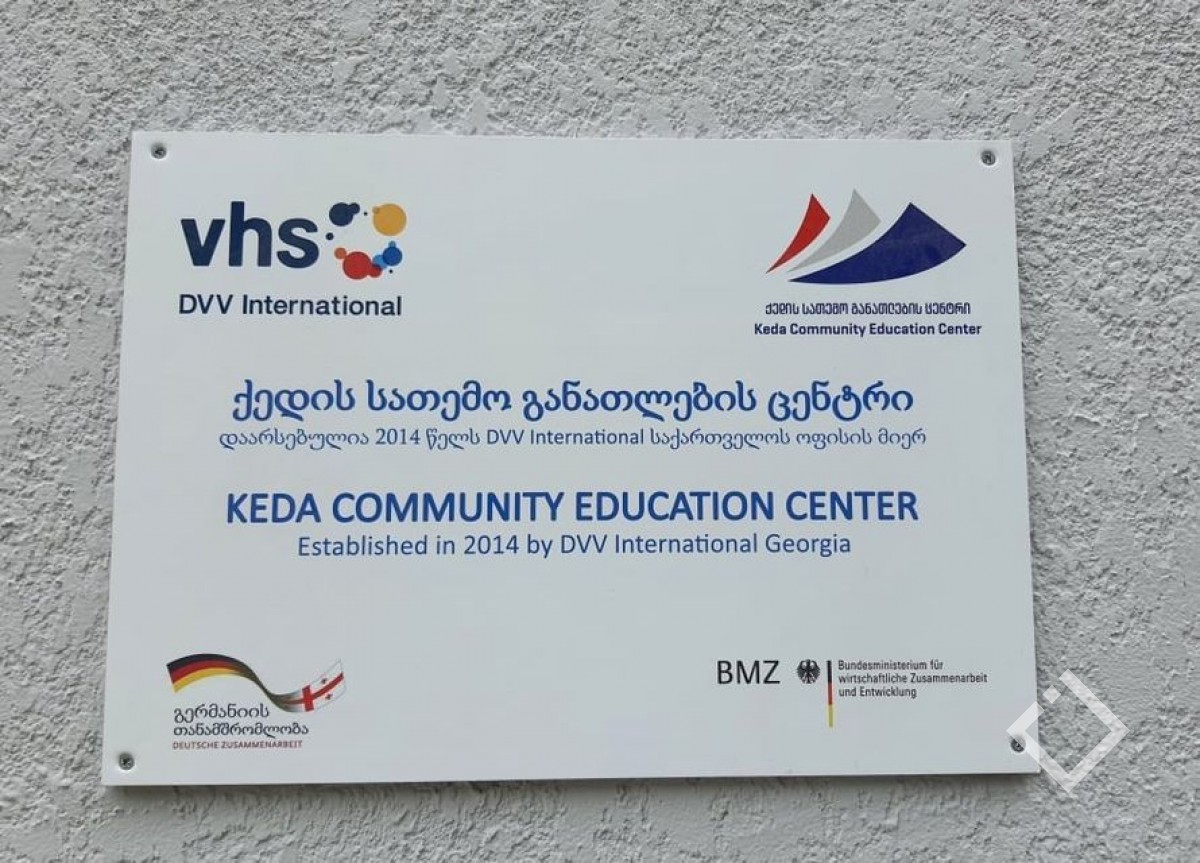 vhs
DVV International
ქედის სათემო განათლების ცენტრი
Keda Community Education Center
ქედის სათემო განათლების ცენტრი
დაარსებულია 2014 წელს DVV International საქართველოს ოფისის მიერ
KEDA COMMUNITY EDUCATION CENTER
Established in 2014 by DVV International Georgia
გერმანიის
თანამშრომლობა
DEUTSCHE ZUSAMMENARBEIT
BMZ
Bundesministerium für
wirtschaftliche Zusammenarbeit
und Entwicklung